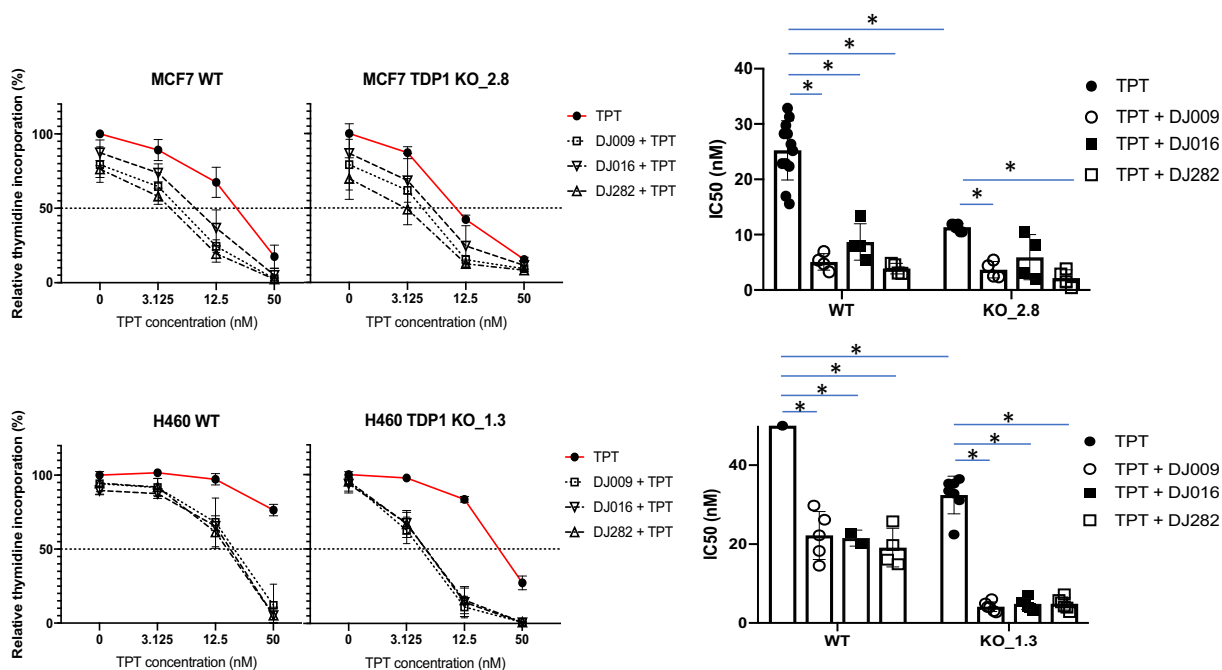 MCF7 WT
MCF7 TDP1 KO_2.8
Relative thymidine incorporation (%)
100
50
0
0 3.125 12.5 50
0 3.125 12.5 50
TPT concentration (nM)
TPT concentration (nM)
TPT
DJ009 + TPT
DJ016 + TPT
DJ282 + TPT
IC50 (nM)
40
30
20
10
0
*
*
*
*
*
*
WT
KO_2.8
TPT
TPT + DJ009
TPT + DJ016
TPT + DJ282
H460 WT
H460 TDP1 KO_1.3
Relative thymidine incorporation (%)
100
50
0
0 3.125 12.5 50
0 3.125 12.5 50
TPT concentration (nM)
TPT concentration (nM)
TPT
DJ009 + TPT
DJ016 + TPT
DJ282 + TPT
IC50 (nM)
40
20
0
*
*
*
*
*
*
*
WT
KO_1.3
TPT
TPT + DJ009
TPT + DJ016
TPT + DJ282